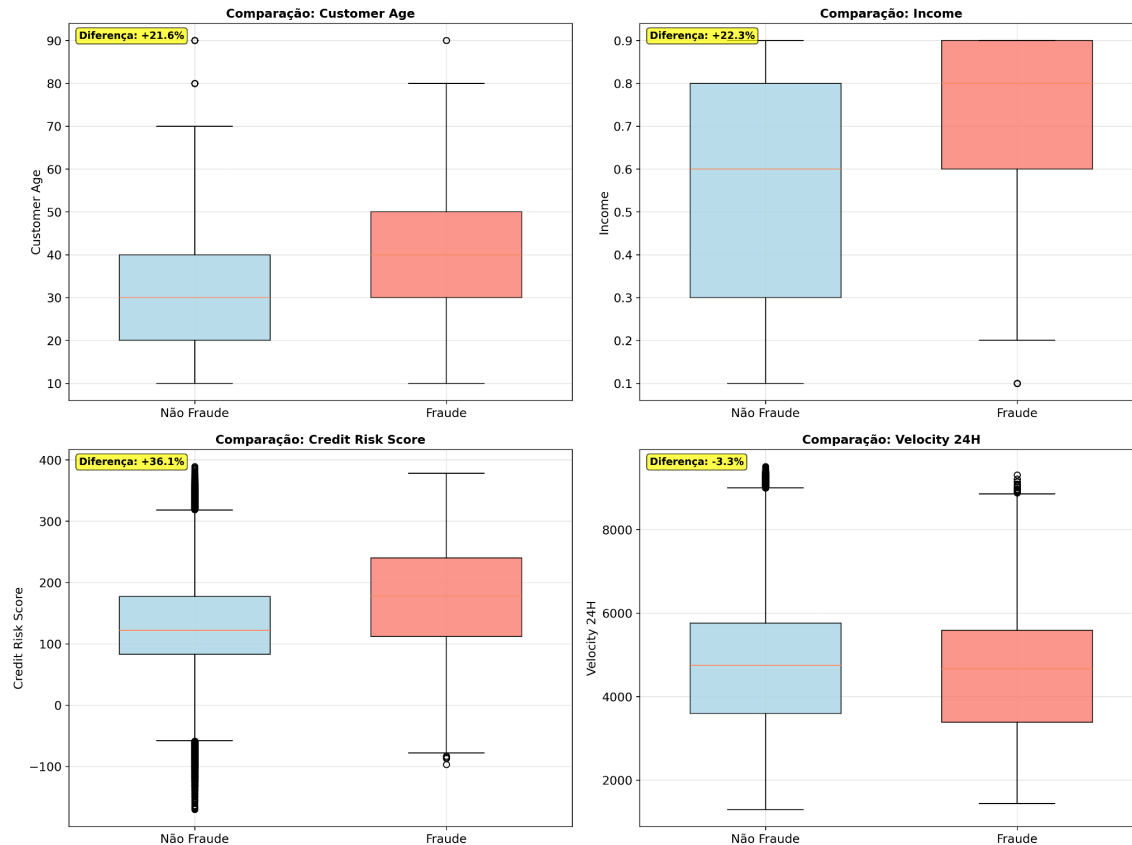 Comparação: Customer Age
Diferença: +21.6%
90
80
70
60
50
40
30
20
10
Customer Age
Não Fraude
Fraude
Comparação: Income
Diferença: +22.3%
0.9
0.8
0.7
0.6
0.5
0.4
0.3
0.2
0.1
Income
Não Fraude
Fraude
Comparação: Credit Risk Score
Diferença: +36.1%
400
300
200
100
0
−100
Credit Risk Score
Não Fraude
Fraude
Comparação: Velocity 24H
Diferença: -3.3%
8000
6000
4000
2000
Velocity 24H
Não Fraude
Fraude